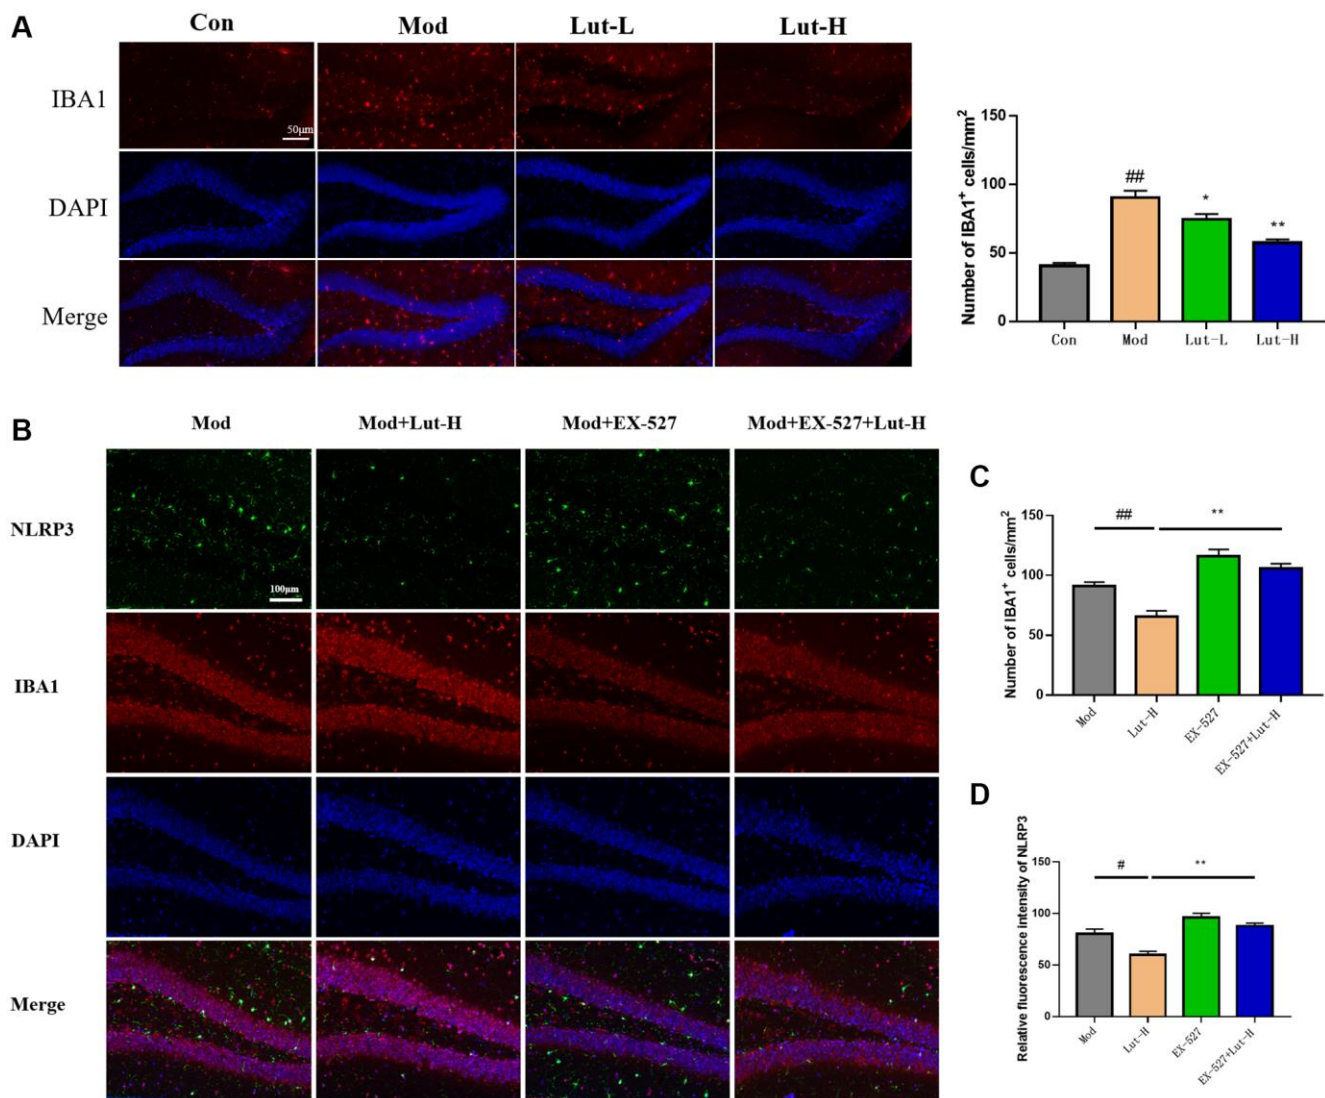 A
Con
Mod
Lut-L
Lut-H
IBA1
50μm
DAPI
Merge
Number of IBA1⁺ cells/mm²
150
100
50
0
##
*
**
Con
Mod
Lut-L
Lut-H
B
Mod
Mod+Lut-H
Mod+EX-527
Mod+EX-527+Lut-H
NLRP3
100μm
IBA1
DAPI
Merge
C
Number of IBA1⁺ cells/mm²
150
100
50
0
##
**
Mod
Lut-H
EX-527
EX-527+Lut-H
D
Relative fluorescence intensity of NLRP3
150
100
50
0
#
**
Mod
Lut-H
EX-527
EX-527+Lut-H